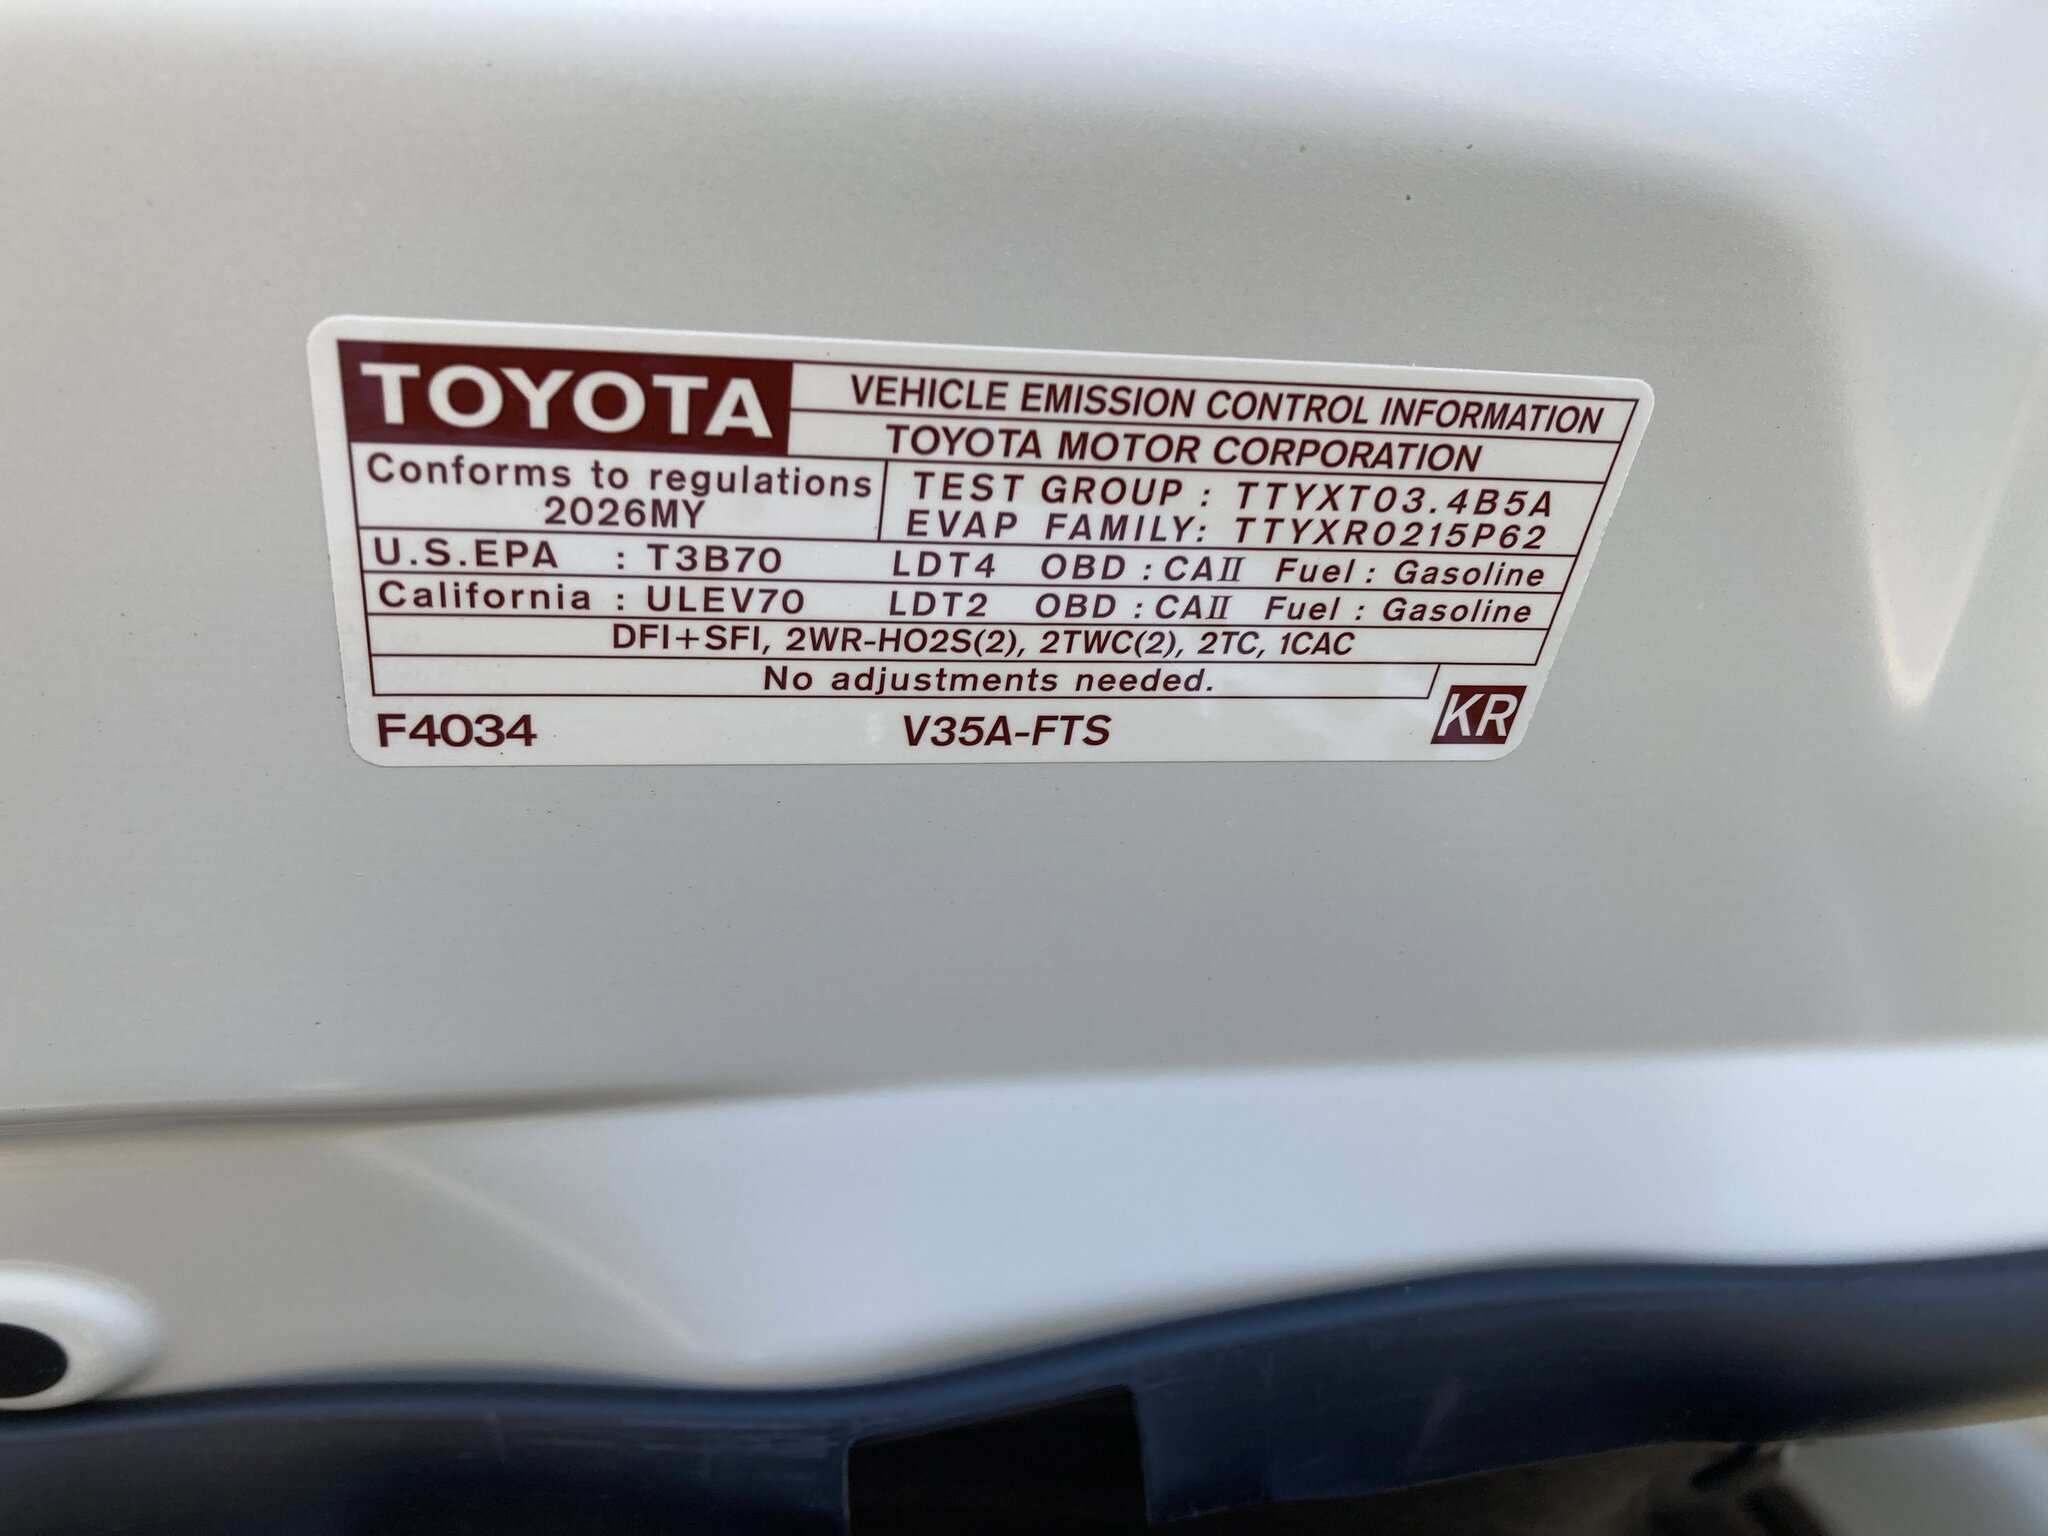 TOYOTA
VEHICLE EMISSION CONTROL INFORMATION
TOYOTA MOTOR CORPORATION
Conforms to regulations
2026MY
TEST GROUP : TTYXT03.4B5A
EVAP FAMILY: TTYXR0215P62
U.S.EPA : T3B70 LDT4 OBD : CAII Fuel : Gasoline
California : ULEV70 LDT2 OBD : CAII Fuel : Gasoline
DFI+SFI, 2WR-HO2S(2), 2TWC(2), 2TC, 1CAC
No adjustments needed.
F4034 V35A-FTS KR